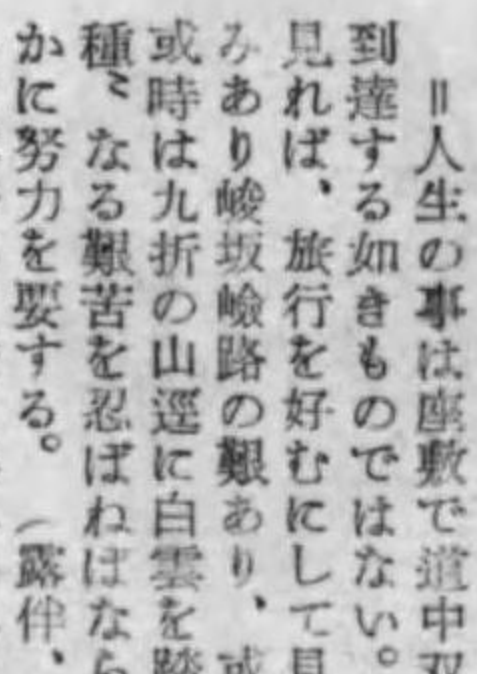 ＝人生の事は座敷で道中双
到達する如きものではない。
見れば、旅行を好むにして見
みあり峻坂嶮路の艱あり、或
或時は九折の山逕に白雲を踏
種〻なる艱苦を忍ばねばなら
かに努力を要する。（露伴、